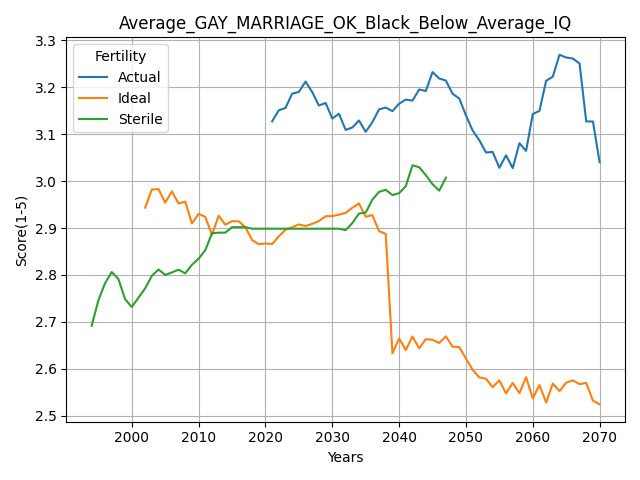 Average_GAY_MARRIAGE_OK_Black_Below_Average_IQ
Fertility
Actual
Ideal
Sterile
Score(1-5)
3.3
3.2
3.1
3.0
2.9
2.8
2.7
2.6
2.5
2000 2010 2020 2030 2040 2050 2060 2070
Years